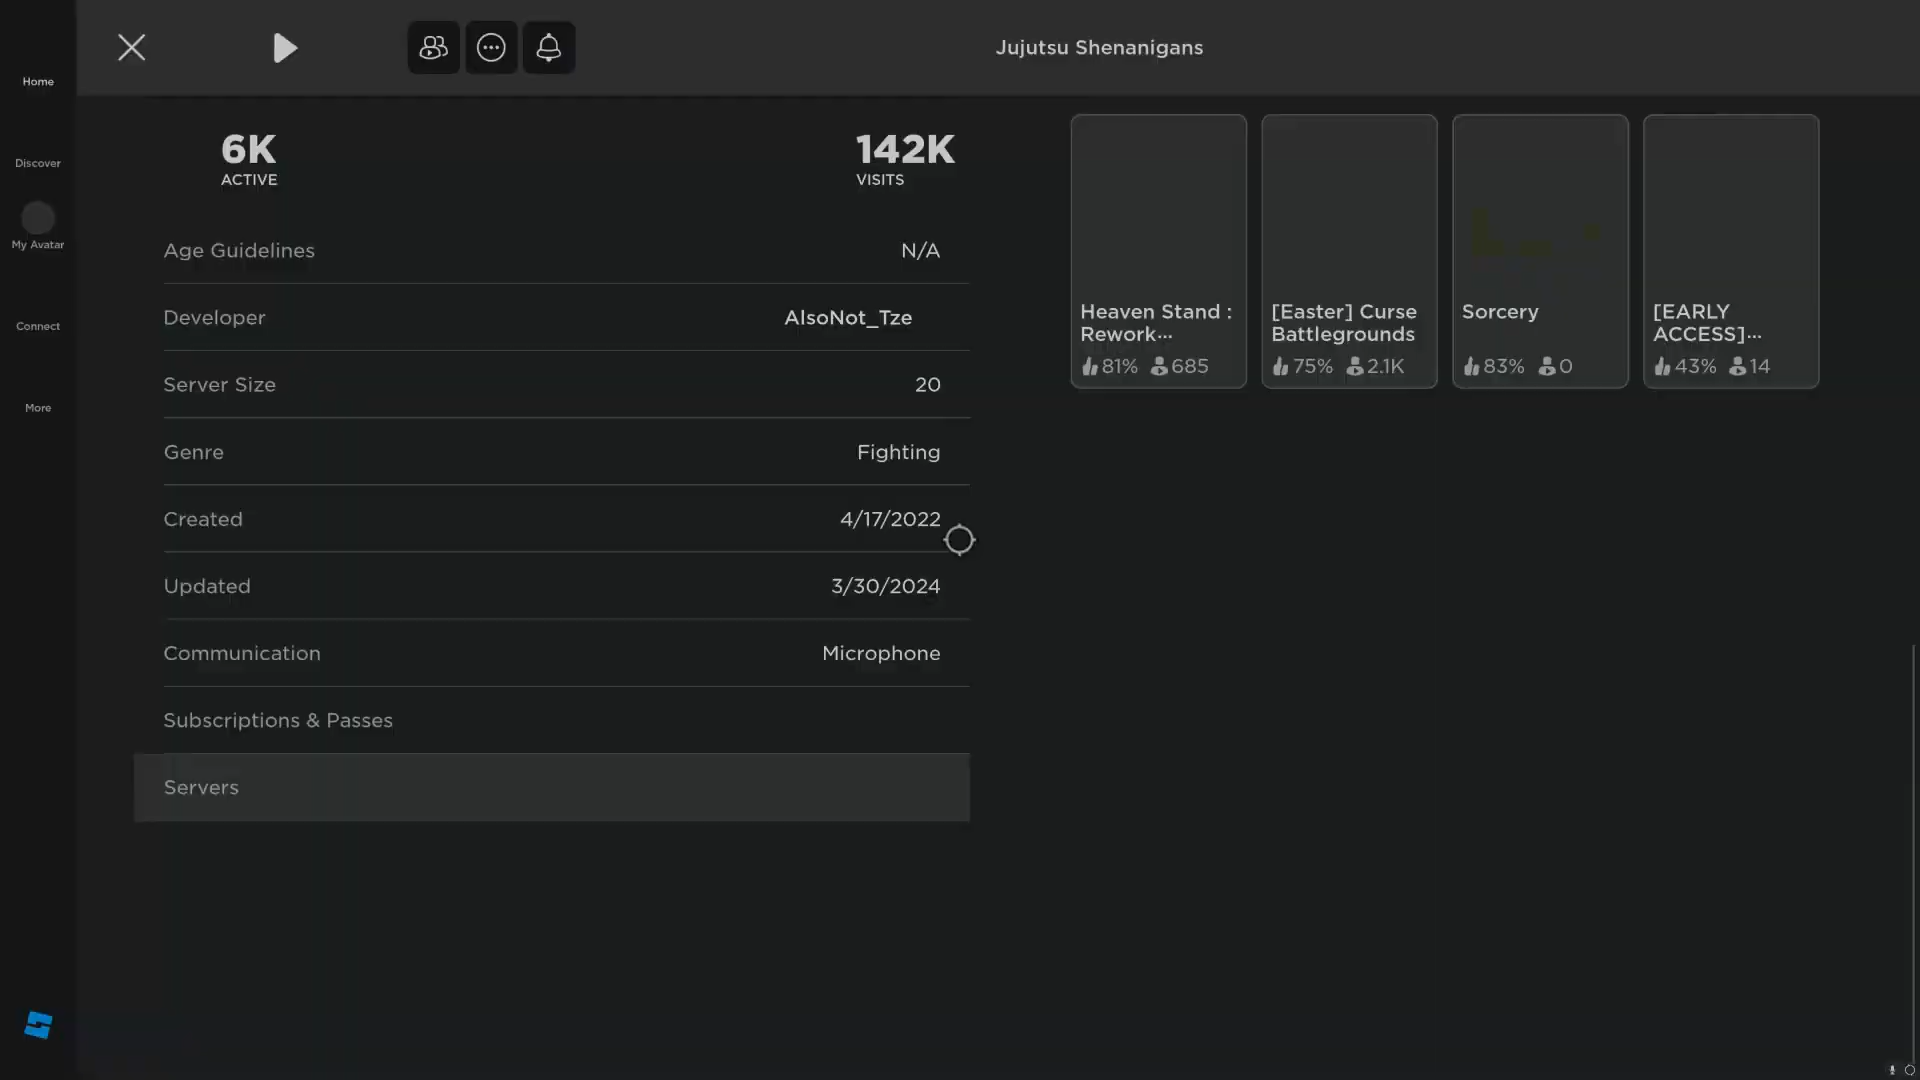 Jujutsu Shenanigans
Home
Discover
My Avatar
Connect
More
6K
ACTIVE
142K
VISITS
Age Guidelines N/A
Developer AlsoNot_Tze
Server Size 20
Genre Fighting
Created 4/17/2022
Updated 3/30/2024
Communication Microphone
Subscriptions & Passes
Servers
Heaven Stand :
Rework...
81% 685
[Easter] Curse
Battlegrounds
75% 2.1K
Sorcery
83% 0
[EARLY
ACCESS]...
43% 14